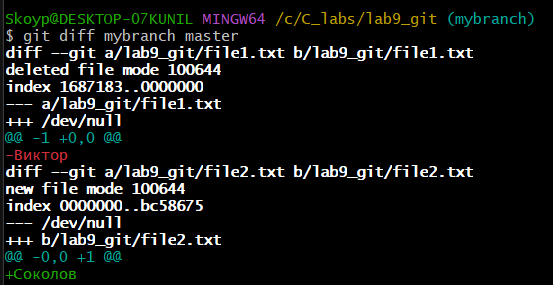 Skoyp@DESKTOP-O7KUNIL MINGW64 /c/C_labs/lab9_git (mybranch)
$ git diff mybranch master
diff --git a/lab9_git/file1.txt b/lab9_git/file1.txt
deleted file mode 100644
index 1687183..0000000
--- a/lab9_git/file1.txt
+++ /dev/null
@@ -1 +0,0 @@
-Виктор
diff --git a/lab9_git/file2.txt b/lab9_git/file2.txt
new file mode 100644
index 0000000..bc58675
--- /dev/null
+++ b/lab9_git/file2.txt
@@ -0,0 +1 @@
+Соколов